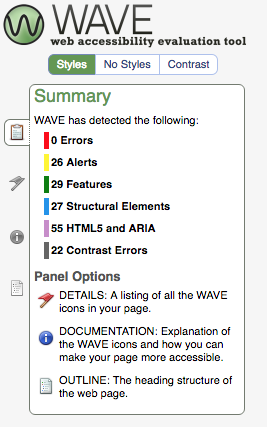 WAVE
web accessibility evaluation tool
Styles No Styles Contrast
Summary
WAVE has detected the following:
0 Errors
26 Alerts
29 Features
27 Structural Elements
55 HTML5 and ARIA
22 Contrast Errors
Panel Options
DETAILS: A listing of all the WAVE
icons in your page.
DOCUMENTATION: Explanation of
the WAVE icons and how you can
make your page more accessible.
OUTLINE: The heading structure of
the web page.